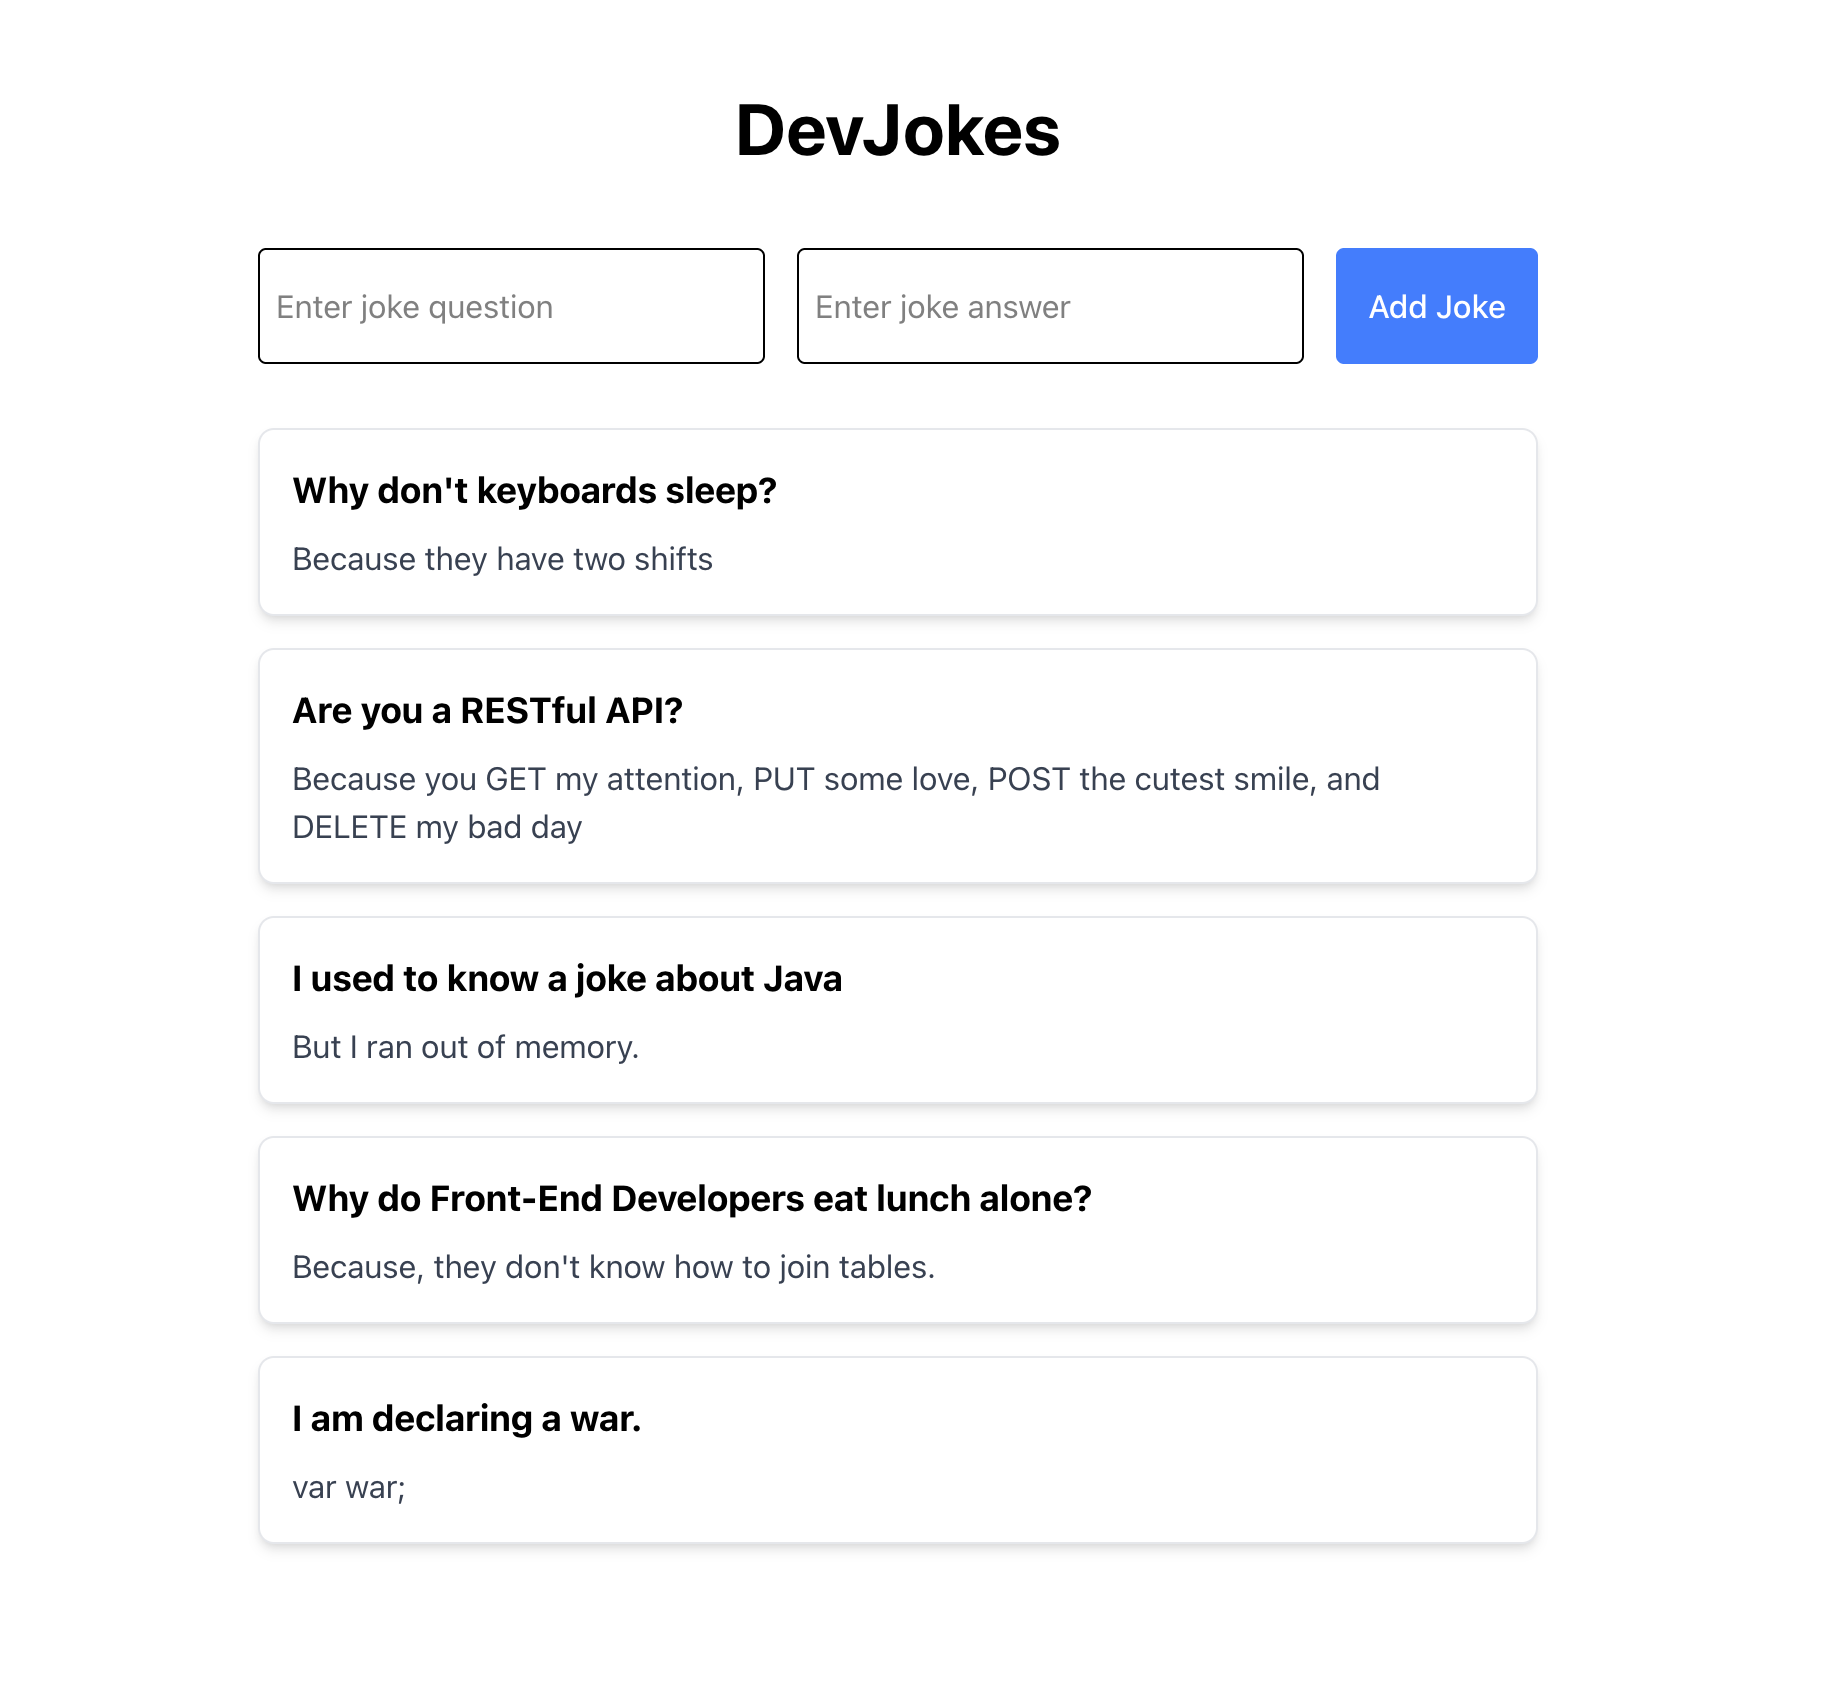 DevJokes
Enter joke question
Enter joke answer
Add Joke
Why don't keyboards sleep?
Because they have two shifts
Are you a RESTful API?
Because you GET my attention, PUT some love, POST the cutest smile, and
DELETE my bad day
I used to know a joke about Java
But I ran out of memory.
Why do Front-End Developers eat lunch alone?
Because, they don't know how to join tables.
I am declaring a war.
var war;